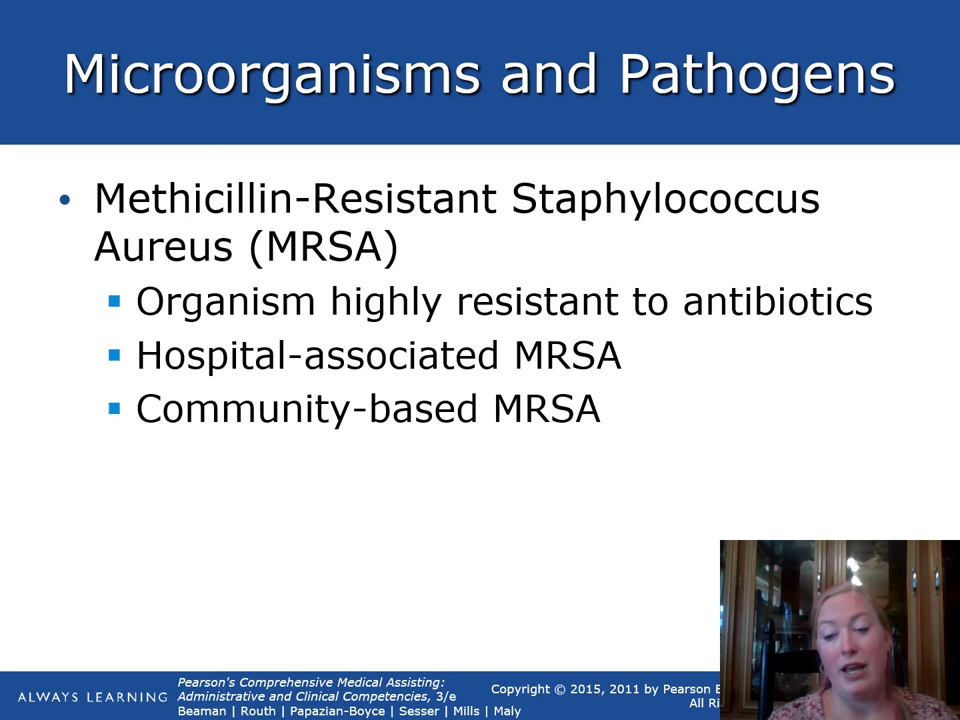 Microorganisms and Pathogens
• Methicillin-Resistant Staphylococcus
Aureus (MRSA)
▪ Organism highly resistant to antibiotics
▪ Hospital-associated MRSA
▪ Community-based MRSA
ALWAYS LEARNING
Pearson's Comprehensive Medical Assisting:
Administrative and Clinical Competencies, 3/e
Beaman | Routh | Papazian-Boyce | Sesser | Mills | Maly
Copyright © 2015, 2011 by Pearson
All